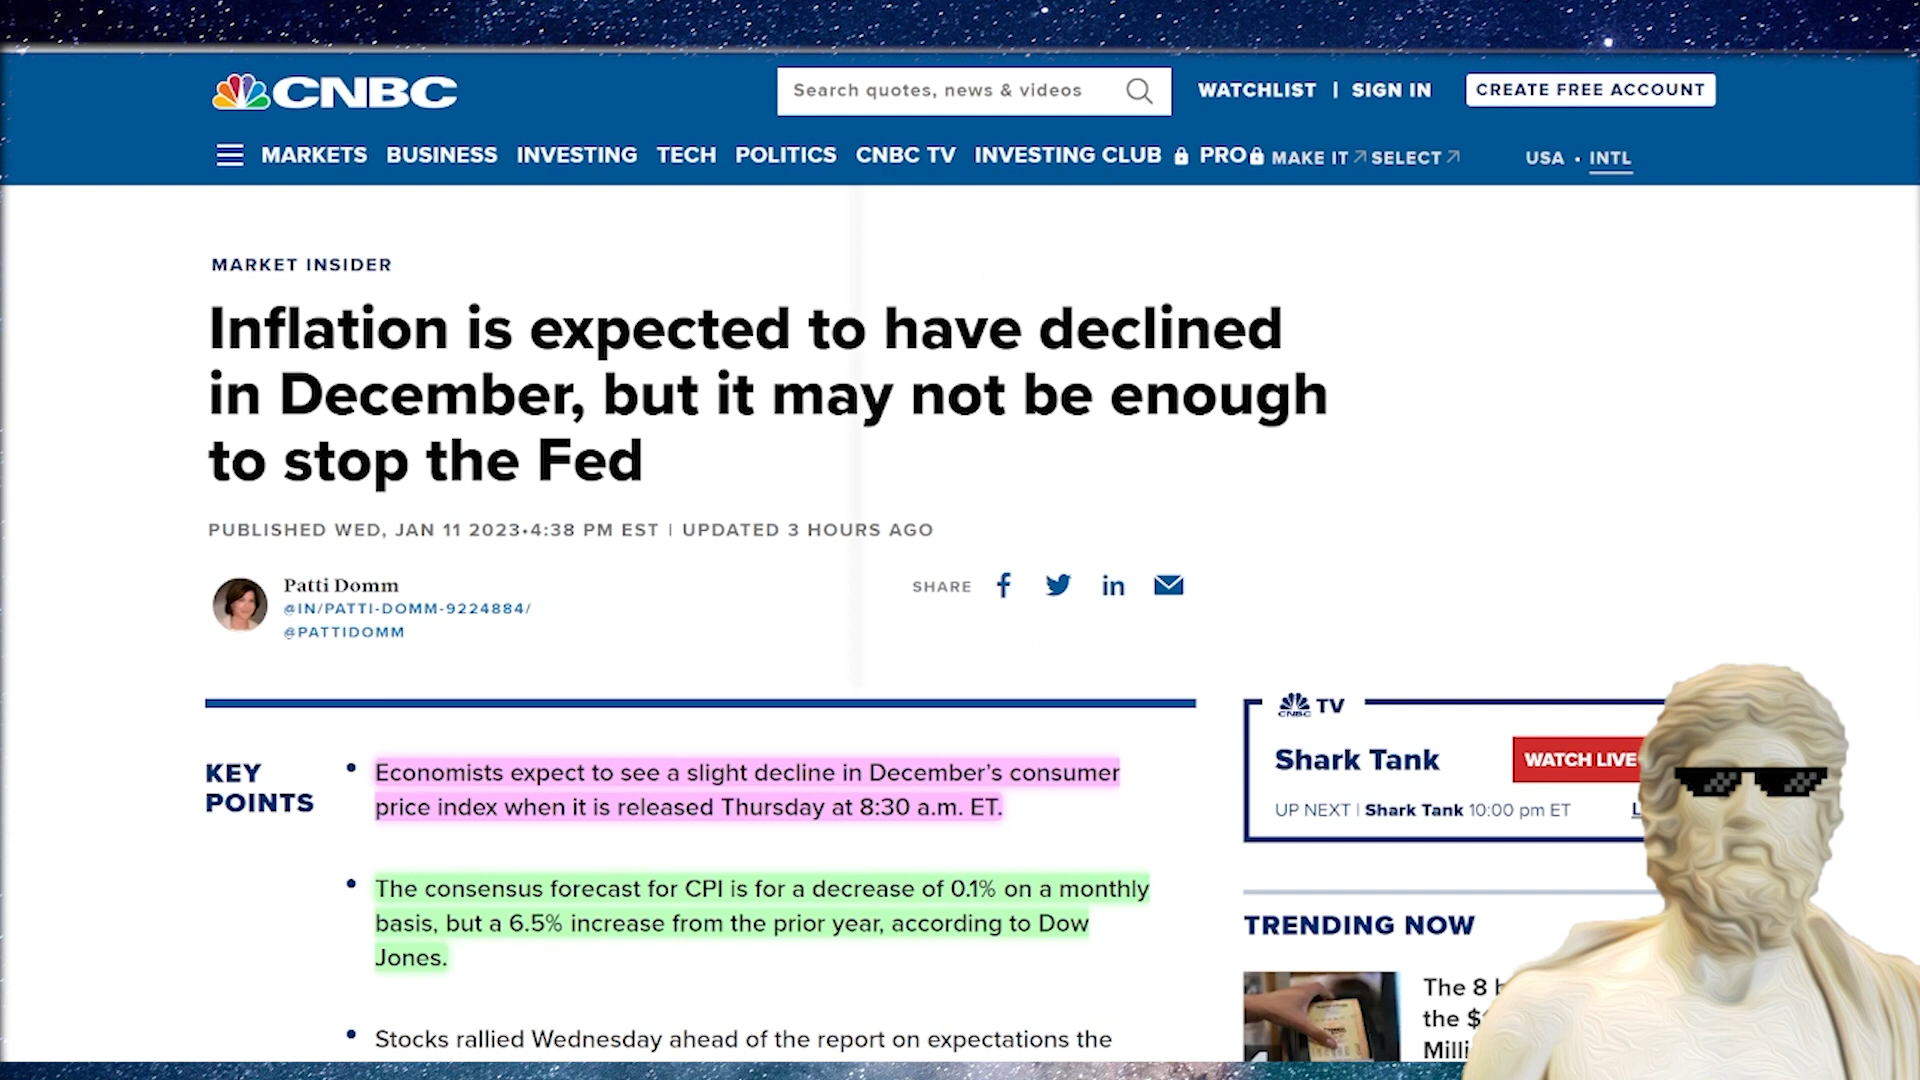 CNBC
Search quotes, news & videos
WATCHLIST | SIGN IN
CREATE FREE ACCOUNT
MARKETS BUSINESS INVESTING TECH POLITICS CNBC TV INVESTING CLUB PRO MAKE IT SELECT USA • INTL
MARKET INSIDER
Inflation is expected to have declined
in December, but it may not be enough
to stop the Fed
PUBLISHED WED, JAN 11 2023•4:38 PM EST | UPDATED 3 HOURS AGO
Patti Domm
@IN/PATTI-DOMM-9224884/
@PATTIDOMM
SHARE
KEY
POINTS
• Economists expect to see a slight decline in December’s consumer
price index when it is released Thursday at 8:30 a.m. ET.
• The consensus forecast for CPI is for a decrease of 0.1% on a monthly
basis, but a 6.5% increase from the prior year, according to Dow
Jones.
• Stocks rallied Wednesday ahead of the report on expectations the
CNBC TV
Shark Tank
WATCH LIVE
UP NEXT | Shark Tank 10:00 pm ET
TRENDING NOW
The 8
the